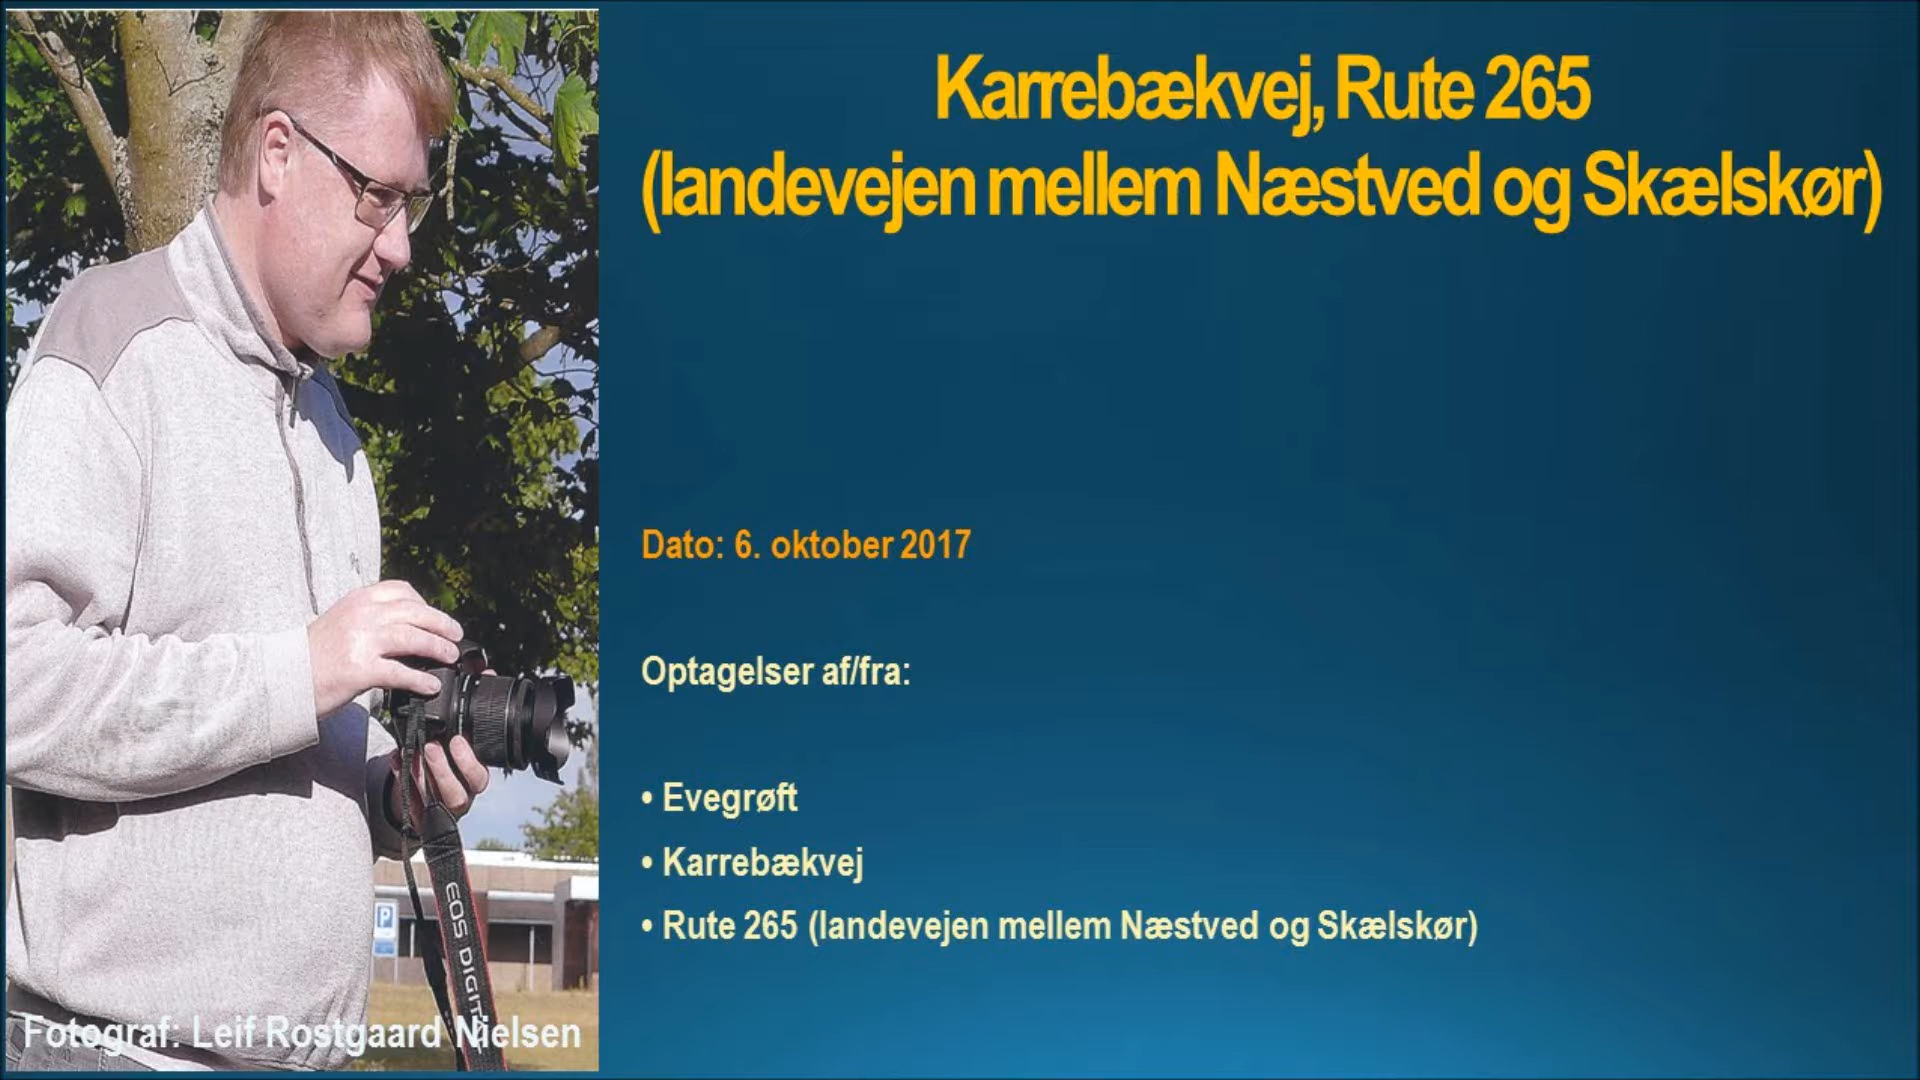 Karrebækvej, Rute 265
(landevejen mellem Næstved og Skælskør)
Dato: 6. oktober 2017
Optagelser af/fra:
• Evegrøft
• Karrebækvej
• Rute 265 (landevejen mellem Næstved og Skælskør)
P
EOS DIGITAL
Fotograf: Leif Rostgaard Nielsen